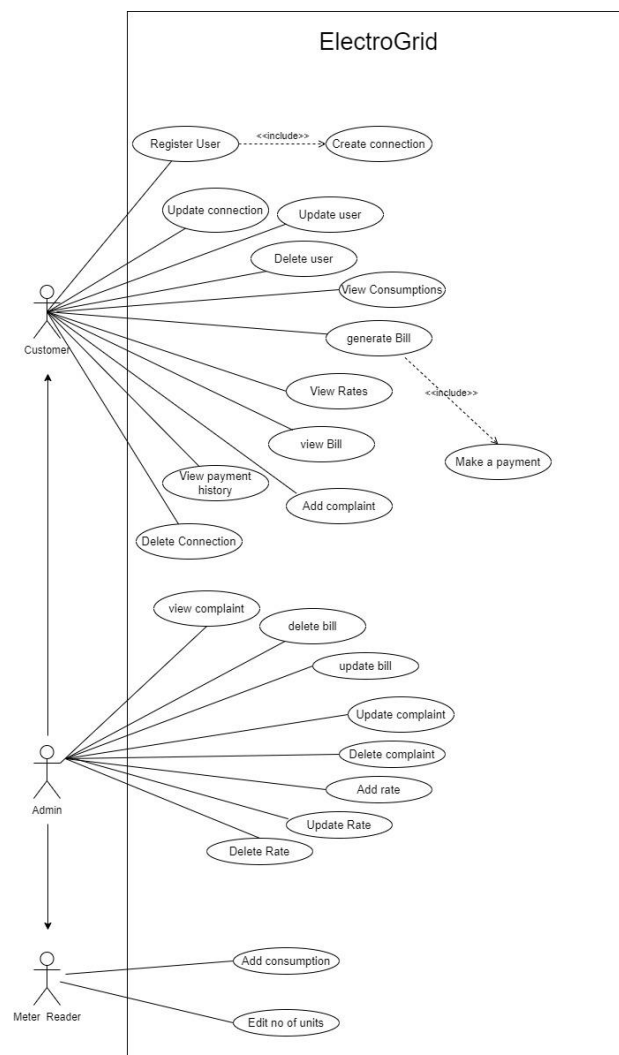 ElectroGrid
Register User
<<include>>
Create connection
Update connection
Update user
Delete user
View Consumptions
Customer
generate Bill
<<include>>
View Rates
view Bill
Make a payment
View payment
history
Add complaint
Delete Connection
view complaint
delete bill
update bill
Update complaint
Delete complaint
Admin
Add rate
Update Rate
Delete Rate
Add consumption
Meter Reader
Edit no of units